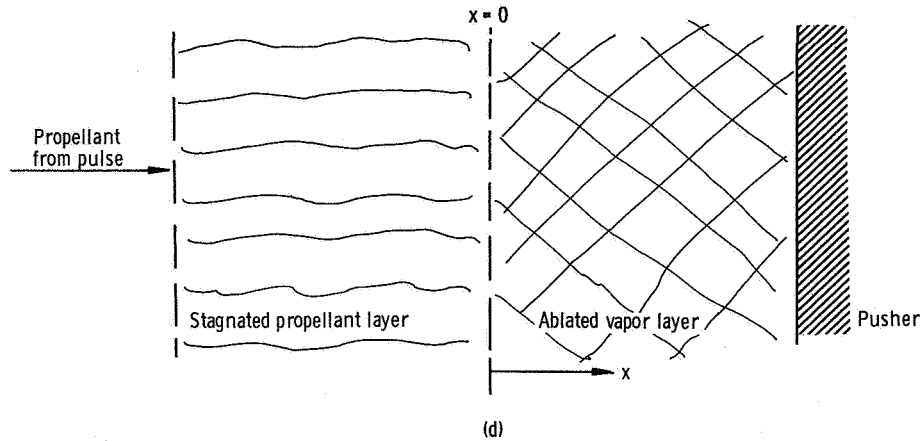 x = 0
Propellant
from pulse
Stagnated propellant layer
Ablated vapor layer
Pusher
x
(d)